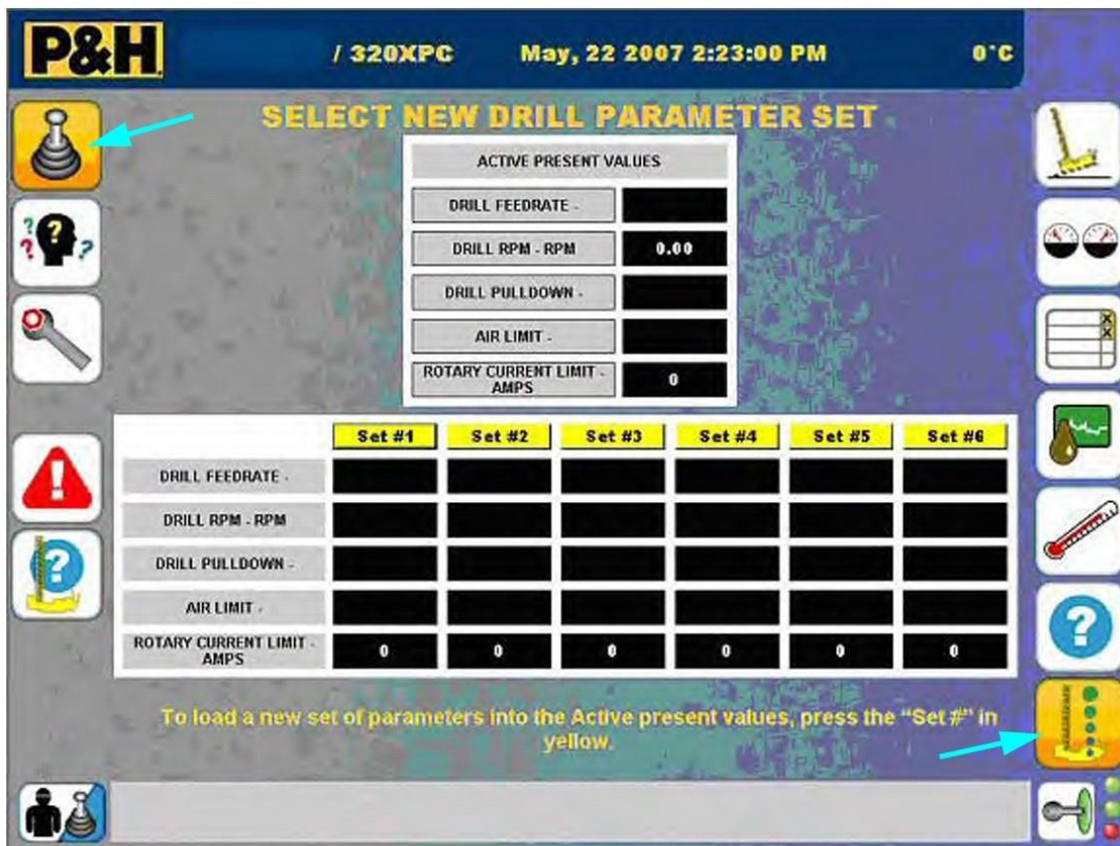 P&H
/ 320XPC
May, 22 2007 2:23:00 PM
0°C
SELECT NEW DRILL PARAMETER SET
ACTIVE PRESENT VALUES
DRILL FEEDRATE -
DRILL RPM - RPM 0.00
DRILL PULLDOWN -
AIR LIMIT -
ROTARY CURRENT LIMIT -
AMPS 0
Set #1 Set #2 Set #3 Set #4 Set #5 Set #6
DRILL FEEDRATE -
DRILL RPM - RPM
DRILL PULLDOWN -
AIR LIMIT -
ROTARY CURRENT LIMIT -
AMPS 0 0 0 0 0 0
To load a new set of parameters into the Active present values, press the "Set #" in
yellow.